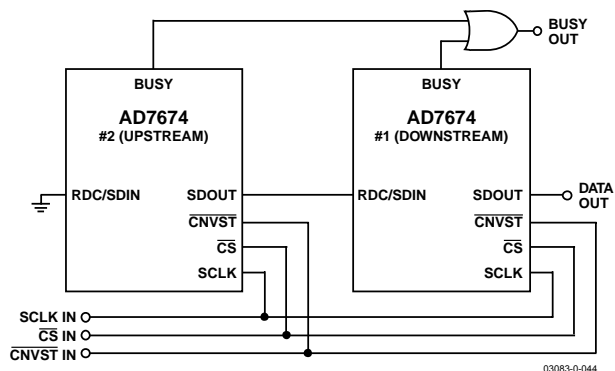 BUSY
OUT
BUSY
BUSY
AD7674
#2 (UPSTREAM)
AD7674
#1 (DOWNSTREAM)
RDC/SDIN
SDOUT
RDC/SDIN
SDOUT
DATA
OUT
CNVST
CNVST
CS
CS
SCLK
SCLK
SCLK IN
CS IN
CNVST IN
03083-0-044